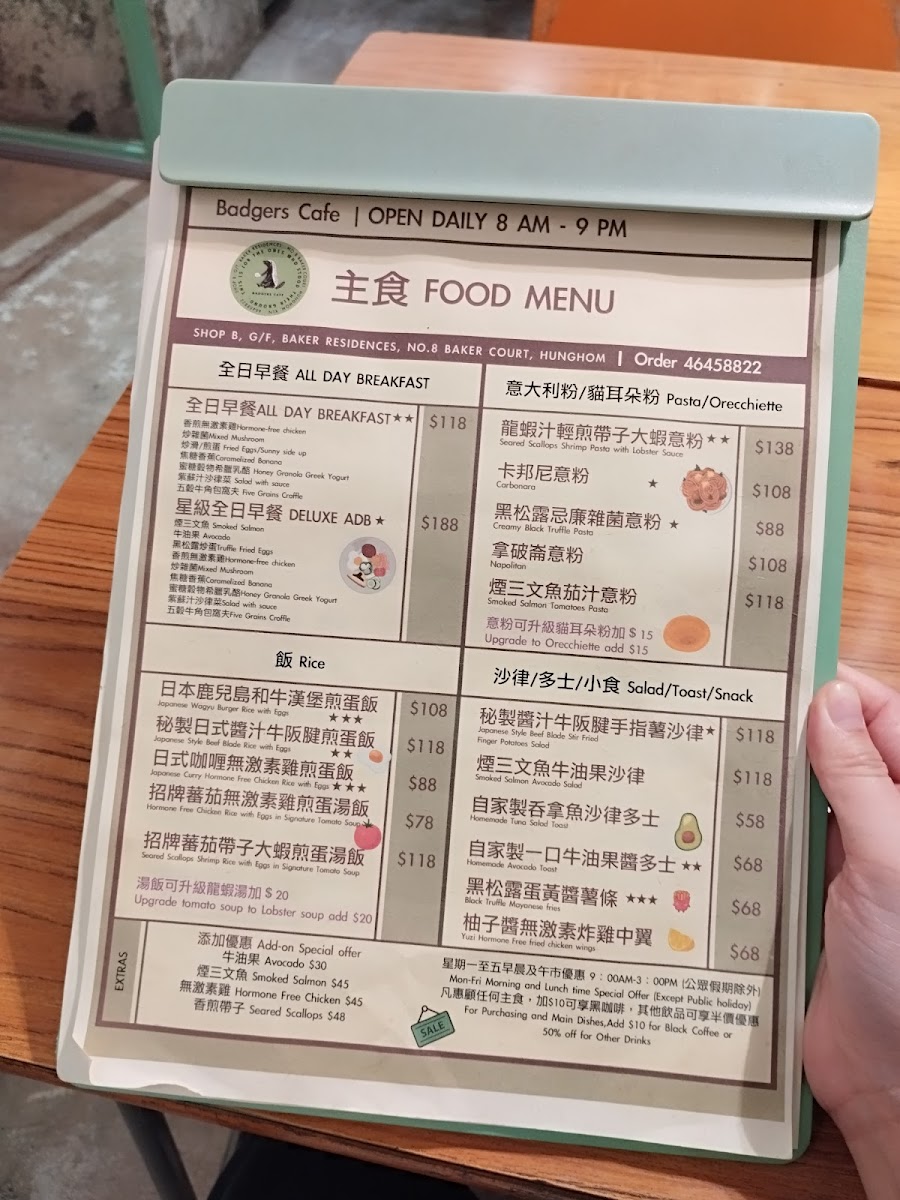 Badgers Cafe | OPEN DAILY 8 AM - 9 PM
主食 FOOD MENU
SHOP B, G/F, BAKER RESIDENCES, NO.8 BAKER COURT, HUNGHOM | Order 46458822
全日早餐 ALL DAY BREAKFAST
全日早餐ALL DAY BREAKFAST★★ $118
香煎無激素雞Hormone-free chicken
炒雜菌Mixed Mushroom
炒滑/煎蛋 Fried Eggs/Sunny side up
焦糖香蕉Caramelized Banana
蜜糖穀物希臘乳酪 Honey Granola Greek Yogurt
紫蘇汁沙律菜 Salad with sauce
五穀牛角包窩夫 Five Grains Croffle
星級全日早餐 DELUXE ADB★ $188
煙三文魚 Smoked Salmon
牛油果 Avocado
黑松露炒蛋Truffle Fried Eggs
香煎無激素雞Hormone-free chicken
炒雜菌Mixed Mushroom
焦糖香蕉Caramelized Banana
蜜糖穀物希臘乳酪Honey Granola Greek Yogurt
紫蘇汁沙律菜Salad with sauce
五穀牛角包窩夫Five Grains Croffle
意大利粉/貓耳朵粉 Pasta/Orecchiette
龍蝦汁輕煎帶子大蝦意粉★★ $138
Seared Scallops Shrimp Pasta with Lobster Sauce
卡邦尼意粉 ★ $108
Carbonara
黑松露忌廉雜菌意粉 ★ $88
Creamy Black Truffle Pasta
拿破崙意粉 $108
Napolitan
煙三文魚茄汁意粉 $118
Smoked Salmon Tomatoes Pasta
意粉可升級貓耳朵粉加 $ 15
Upgrade to Orecchiette add $15
飯 Rice
日本鹿兒島和牛漢堡煎蛋飯 $108
Japanese Wagyu Burger Rice with Eggs ★★★
秘製日式醬汁牛阪腱煎蛋飯 $118
Japanese Style Beef Blade Rice with Eggs ★★
日式咖喱無激素雞煎蛋飯 $88
Japanese Curry Hormone Free Chicken Rice with Eggs ★★★
招牌蕃茄無激素雞煎蛋湯飯 $78
Hormone Free Chicken Rice with Eggs in Signature Tomato Soup
招牌蕃茄帶子大蝦煎蛋湯飯 $118
Seared Scallops Shrimp Rice with Eggs in Signature Tomato Soup
湯飯可升級龍蝦湯加 $ 20
Upgrade tomato soup to Lobster soup add $20
沙律/多士/小食 Salad/Toast/Snack
秘製醬汁牛阪腱手指薯沙律★ $118
Japanese Style Beef Blade Stir Fried
Finger Potatoes Salad
煙三文魚牛油果沙律 $118
Smoked Salmon Avocado Salad
自家製吞拿魚沙律多士 $58
Homemade Tuna Salad Toast
自家製一口牛油果醬多士★★ $68
Homemade Avocado Toast
黑松露蛋黃醬薯條 ★★★ $68
Black Truffle Mayanese fries
柚子醬無激素炸雞中翼 $68
Yuzi Hormone Free fried chicken wings
EXTRAS
添加優惠 Add-on Special offer
牛油果 Avocado $30
煙三文魚 Smoked Salmon $45
無激素雞 Hormone Free Chicken $45
香煎帶子 Seared Scallops $48
SALE
星期一至五早晨及午市優惠 9：00AM-3：00PM (公眾假期除外)
Mon-Fri Morning and Lunch time Special Offer (Except Public holiday)
凡惠顧任何主食，加$10可享黑咖啡，其他飲品可享半價優惠
For Purchasing and Main Dishes,Add $10 for Black Coffee or
50% off for Other Drinks